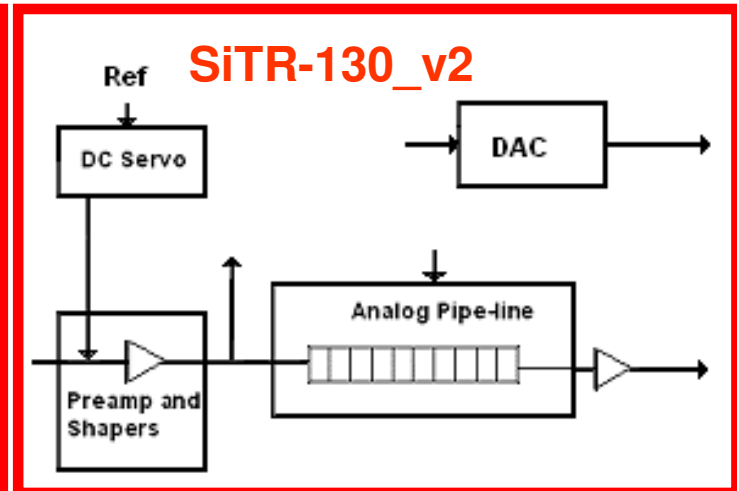 SiTR-130_v2
Ref
DC Servo
DAC
Analog Pipe-line
Preamp and
Shapers